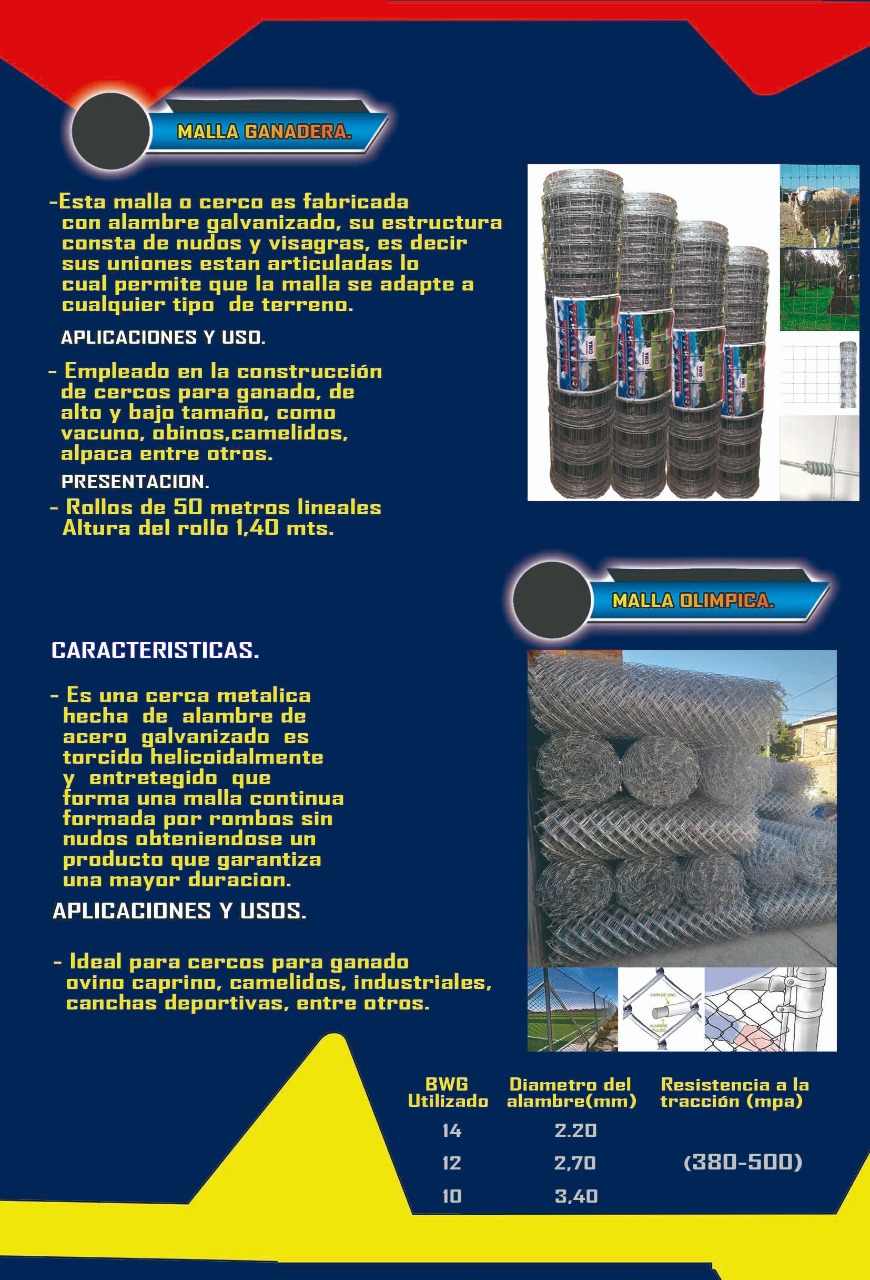 MALLA GANADERA.
-Esta malla o cerco es fabricada
con alambre galvanizado, su estructura
consta de nudos y visagras, es decir
sus uniones estan articuladas lo
cual permite que la malla se adapte a
cualquier tipo de terreno.
APLICACIONES Y USO.
- Empleado en la construcción
de cercos para ganado, de
alto y bajo tamaño, como
vacuno, obinos,camelidos,
alpaca entre otros.
PRESENTACION.
- Rollos de 50 metros lineales
Altura del rollo 1,40 mts.
MALLA OLIMPICA.
CARACTERISTICAS.
- Es una cerca metalica
hecha de alambre de
acero galvanizado es
torcido helicoidalmente
y entretegido que
forma una malla continua
formada por rombos sin
nudos obteniendose un
producto que garantiza
una mayor duracion.
APLICACIONES Y USOS.
- Ideal para cercos para ganado
ovino caprino, camelidos, industriales,
canchas deportivas, entre otros.
CAPA DE ZINC
ALAMBRE
BWG Utilizado
Diametro del alambre(mm)
Resistencia a la tracción (mpa)
14 2.20
12 2,70 (380-500)
10 3,40